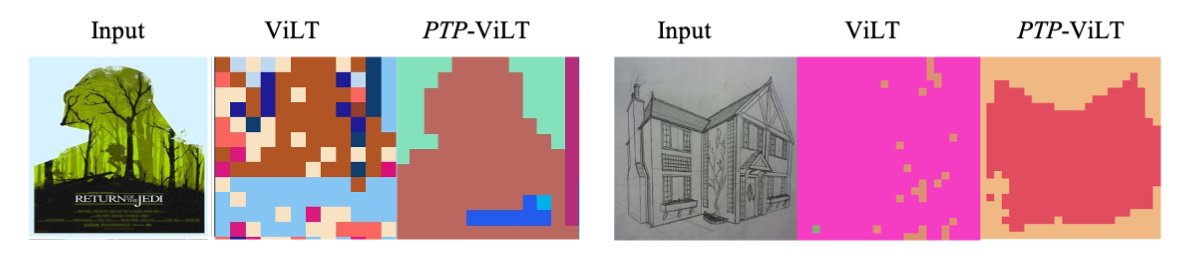 Input ViLT PTP-ViLT Input ViLT PTP-ViLT
RETURN OF THE JEDI